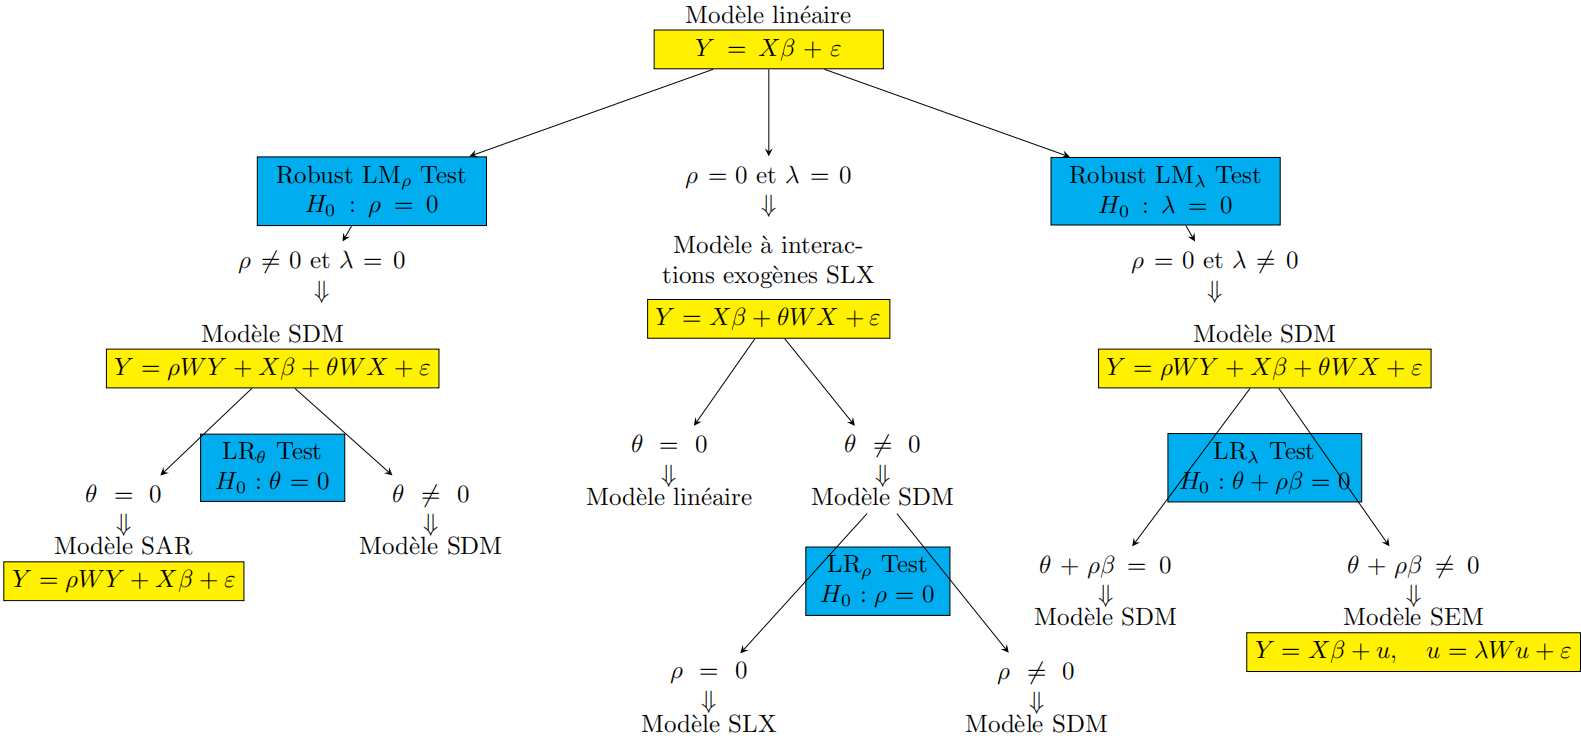 Modèle linéaire
Y = Xβ + ε
Robust LMρ Test
H0 : ρ = 0
ρ ≠ 0 et λ = 0
⇓
Modèle SDM
Y = ρWY + Xβ + θWX + ε
LRθ Test
H0 : θ = 0
θ = 0
⇓
Modèle SAR
Y = ρWY + Xβ + ε
θ ≠ 0
⇓
Modèle SDM
ρ = 0 et λ = 0
⇓
Modèle à interac-
tions exogènes SLX
Y = Xβ + θWX + ε
θ = 0
⇓
Modèle linéaire
θ ≠ 0
⇓
Modèle SDM
LRρ Test
H0 : ρ = 0
ρ = 0
⇓
Modèle SLX
ρ ≠ 0
⇓
Modèle SDM
Robust LMλ Test
H0 : λ = 0
ρ = 0 et λ ≠ 0
⇓
Modèle SDM
Y = ρWY + Xβ + θWX + ε
LRλ Test
H0 : θ + ρβ = 0
θ + ρβ = 0
⇓
Modèle SDM
θ + ρβ ≠ 0
⇓
Modèle SEM
Y = Xβ + u, u = λWu + ε